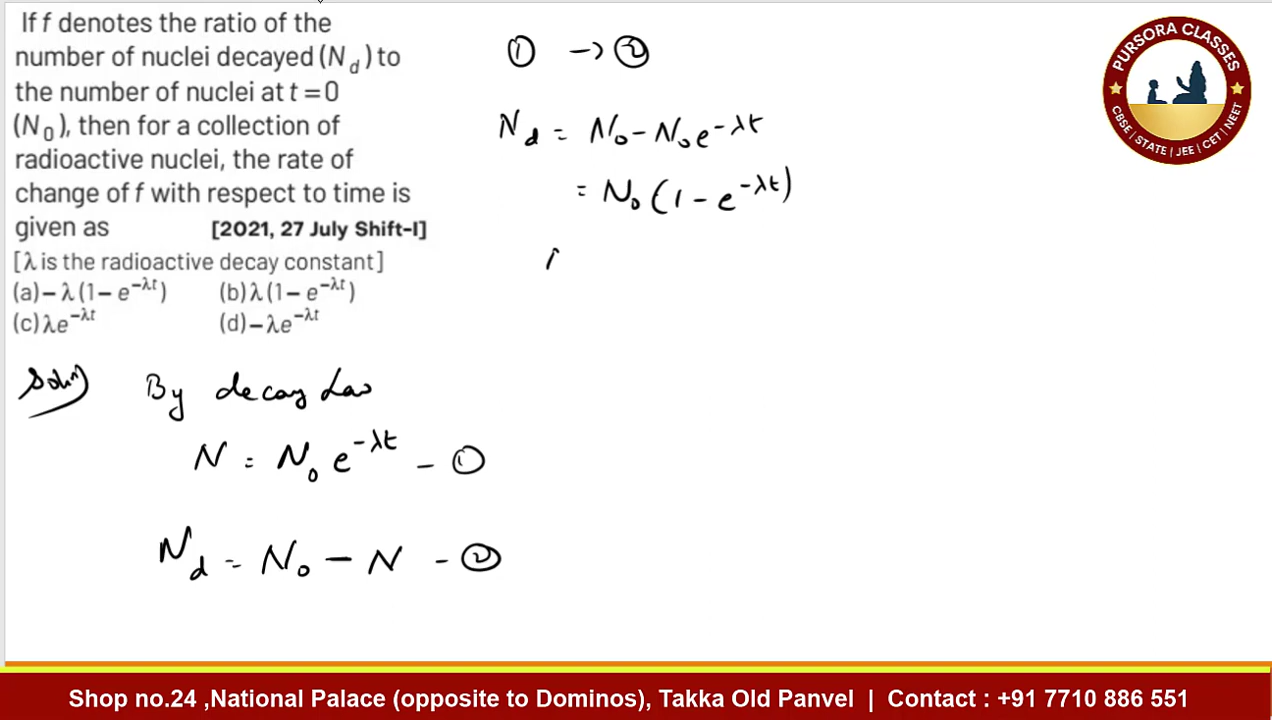 If f denotes the ratio of the
number of nuclei decayed (N_d) to
the number of nuclei at t = 0
(N_0), then for a collection of
radioactive nuclei, the rate of
change of f with respect to time is
given as [2021, 27 July Shift-I]
[λ is the radioactive decay constant]
(a) – λ (1 – e^–λt) (b) λ (1 – e^–λt)
(c) λe^–λt (d) – λe^–λt
Soln)
By decay Law
N = N_0 e^-λt - ①
N_d = N_0 - N - ②
① → ②
N_d = N_0 - N_0 e^-λt
= N_0 (1 - e^-λt)
PURSORA CLASSES
CBSE | STATE | JEE | CET | NEET
Shop no.24 ,National Palace (opposite to Dominos), Takka Old Panvel | Contact : +91 7710 886 551